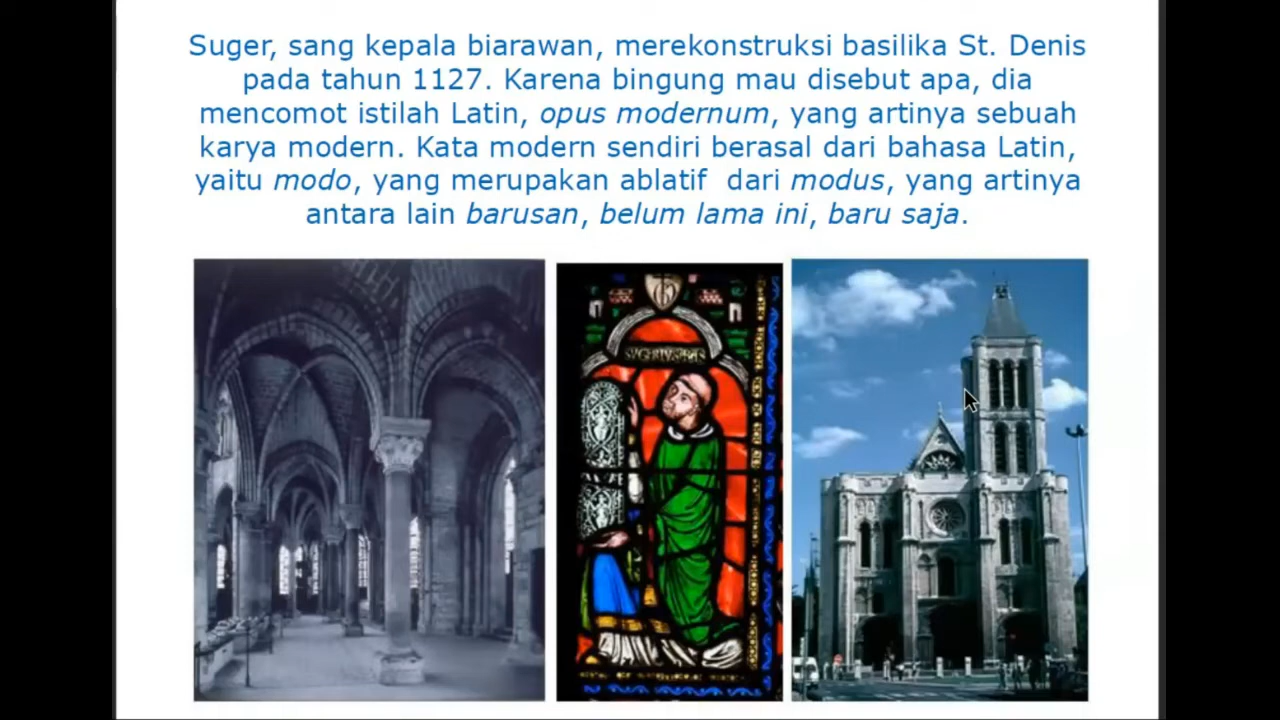 Suger, sang kepala biarawan, merekonstruksi basilika St. Denis
pada tahun 1127. Karena bingung mau disebut apa, dia
mencomot istilah Latin, opus modernum, yang artinya sebuah
karya modern. Kata modern sendiri berasal dari bahasa Latin,
yaitu modo, yang merupakan ablatif dari modus, yang artinya
antara lain barusan, belum lama ini, baru saja.